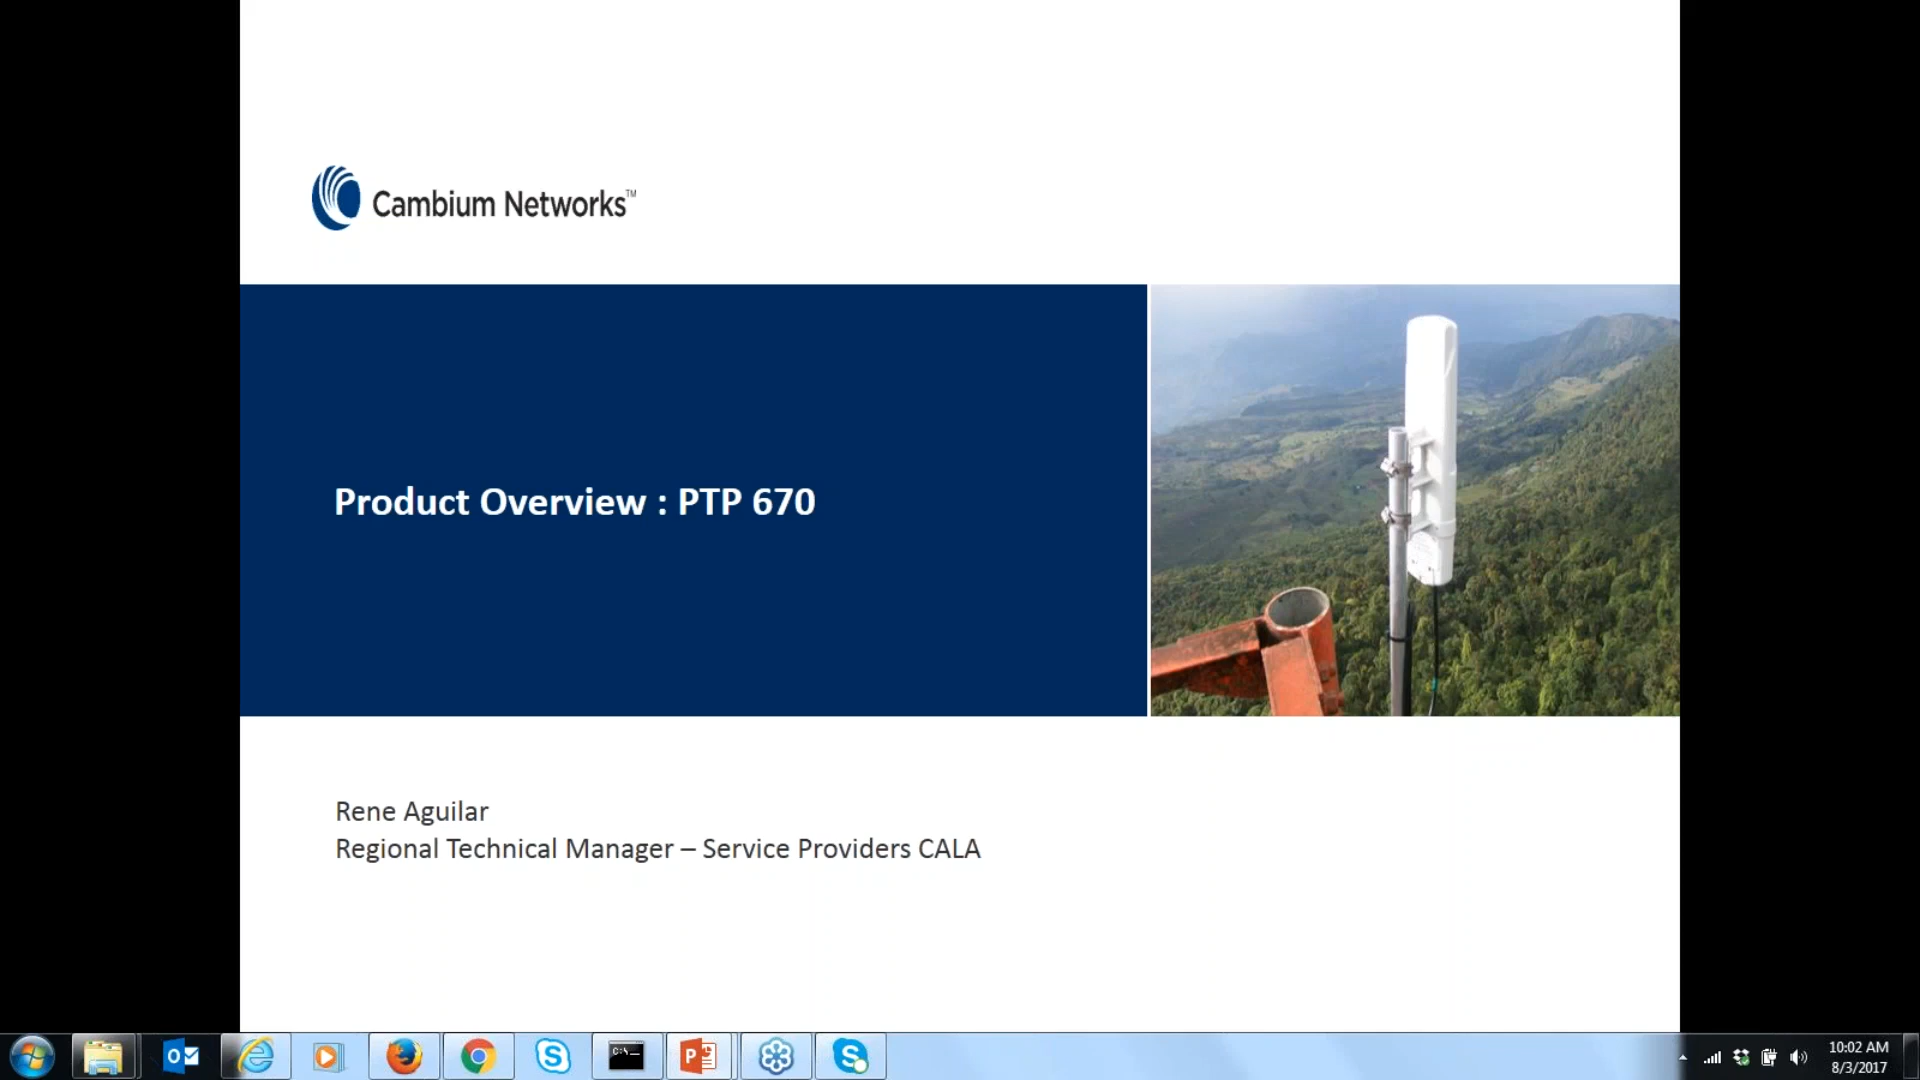 Cambium Networks™
Product Overview : PTP 670
Rene Aguilar
Regional Technical Manager – Service Providers CALA
10:02 AM
8/3/2017